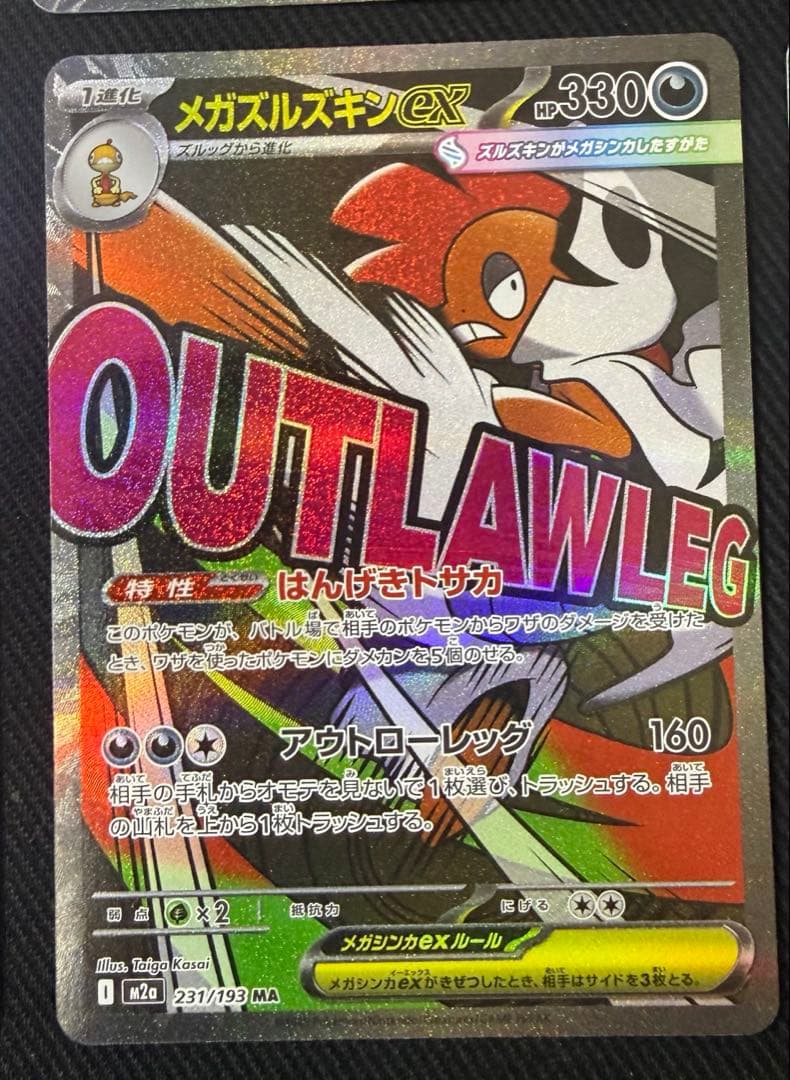 1進化
メガズルズキンex
HP330
ズルッグから進化
ズルズキンがメガシンカしたすがた
OUTLAW LEG
特性 とくせい はんげきトサカ
このポケモンが、バトル場で相手のポケモンからワザのダメージを受けた
とき、ワザを使ったポケモンにダメカンを5個のせる。
アウトローレッグ 160
相手の手札からオモテを見ないで1枚選び、トラッシュする。相手
の山札を上から1枚トラッシュする。
弱点 ×2 抵抗力 にげる
メガシンカexルール
メガシンカexがきぜつしたとき、相手はサイドを3枚とる。
Illus. Taiga Kasai
I M2a 231/193 MA